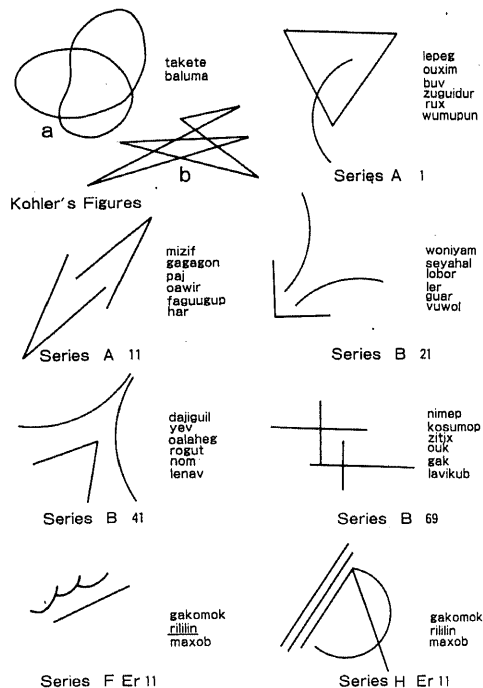 takete
baluma
a
b
Kohler's Figures
lepeg
ouxim
buv
zuguidur
rux
wumupun
Series A 1
mizif
gagagon
paj
oawir
faguugup
har
Series A 11
woniyam
seyahal
lobor
ler
guar
vuwol
Series B 21
dajiguil
yev
oalaheg
rogut
nom
lenav
Series B 41
nimep
kosumop
zitjx
ouk
gak
lavikub
Series B 69
gakomok
rililin
maxob
Series F Er 11
gakomok
rililin
maxob
Series H Er 11